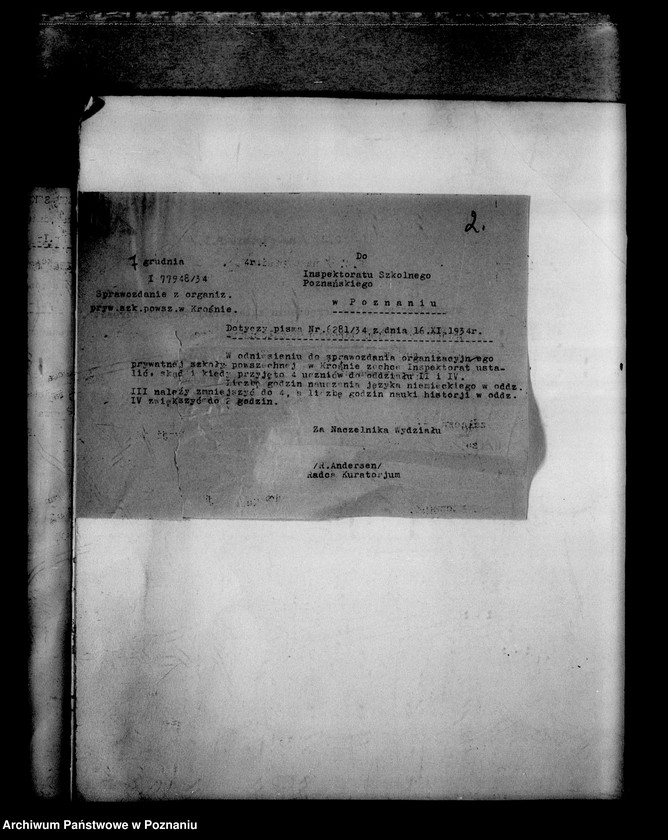 2.
7 grudnia 4r.
Do
I 77948/34
Inspektoratu Szkolnego
Poznańskiego
Sprawozdanie z organiz.
pryw.szk.powsz.w Krośnie.
w Poznaniu
Dotyczy pisma Nr.6281/34 z dnia 16.XI.1934r.
W odniesieniu do sprawozdania organizacyjnego
prywatnej szkoły powszechnej w Krośnie zechce Inspektorat usta-
lić, skąd i kiedy przyjęto 4 uczniów do oddziału II i IV.
Liczbę godzin nauczania języka niemieckiego w oddz.
III należy zmniejszyć do 4, a liczbę godzin nauki historji w oddz.
IV zwiększyć do 2 godzin.
Za Naczelnika Wydziału
/R.Andersen/
Radca Kuratorjum
Archiwum Państwowe w Poznaniu